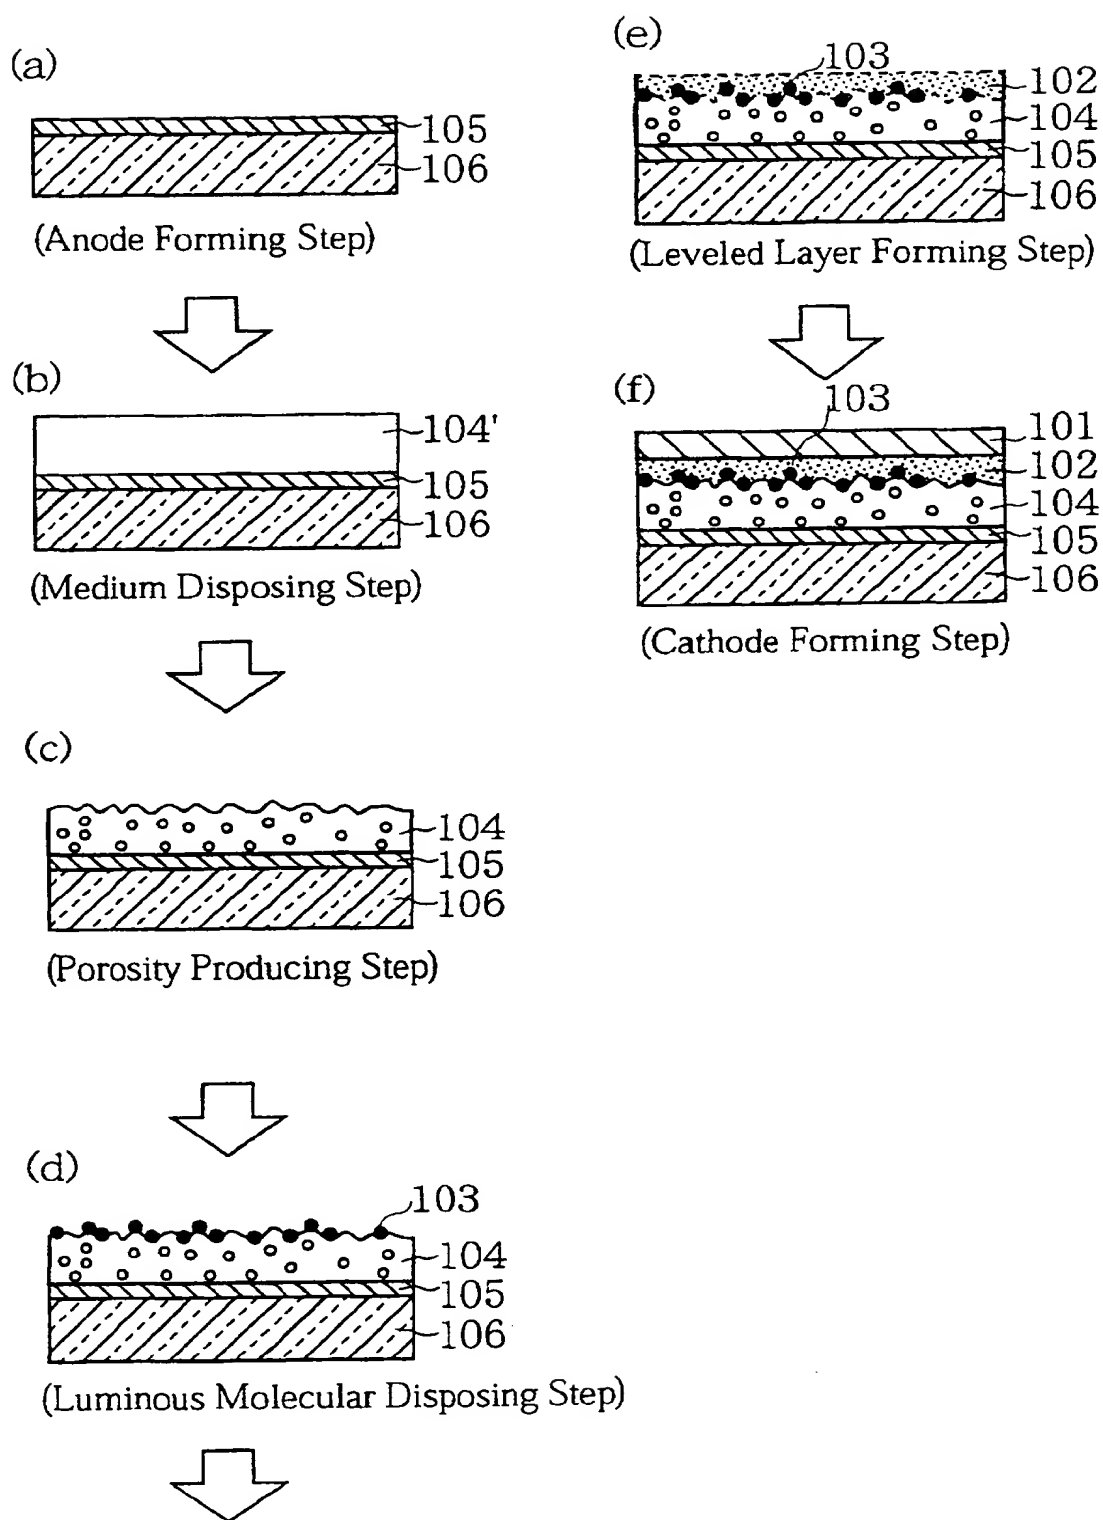 (a)
105
106
(Anode Forming Step)
(b)
104'
105
106
(Medium Disposing Step)
(c)
104
105
106
(Porosity Producing Step)
(d)
103
104
105
106
(Luminous Molecular Disposing Step)
(e)
103
102
104
105
106
(Leveled Layer Forming Step)
(f)
103
101
102
104
105
106
(Cathode Forming Step)